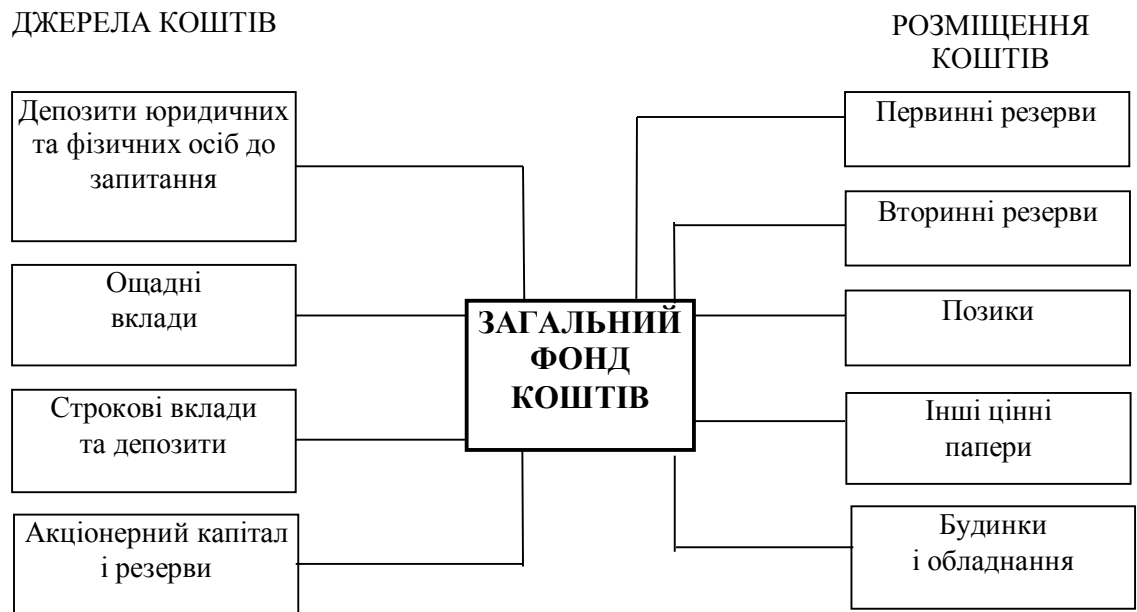 ДЖЕРЕЛА КОШТІВ
РОЗМІЩЕННЯ
КОШТІВ
Депозити юридичних
та фізичних осіб до
запитання
Ощадні
вклади
Строкові вклади
та депозити
Акціонерний капітал
і резерви
ЗАГАЛЬНИЙ
ФОНД
КОШТІВ
Первинні резерви
Вторинні резерви
Позики
Інші цінні
папери
Будинки
і обладнання